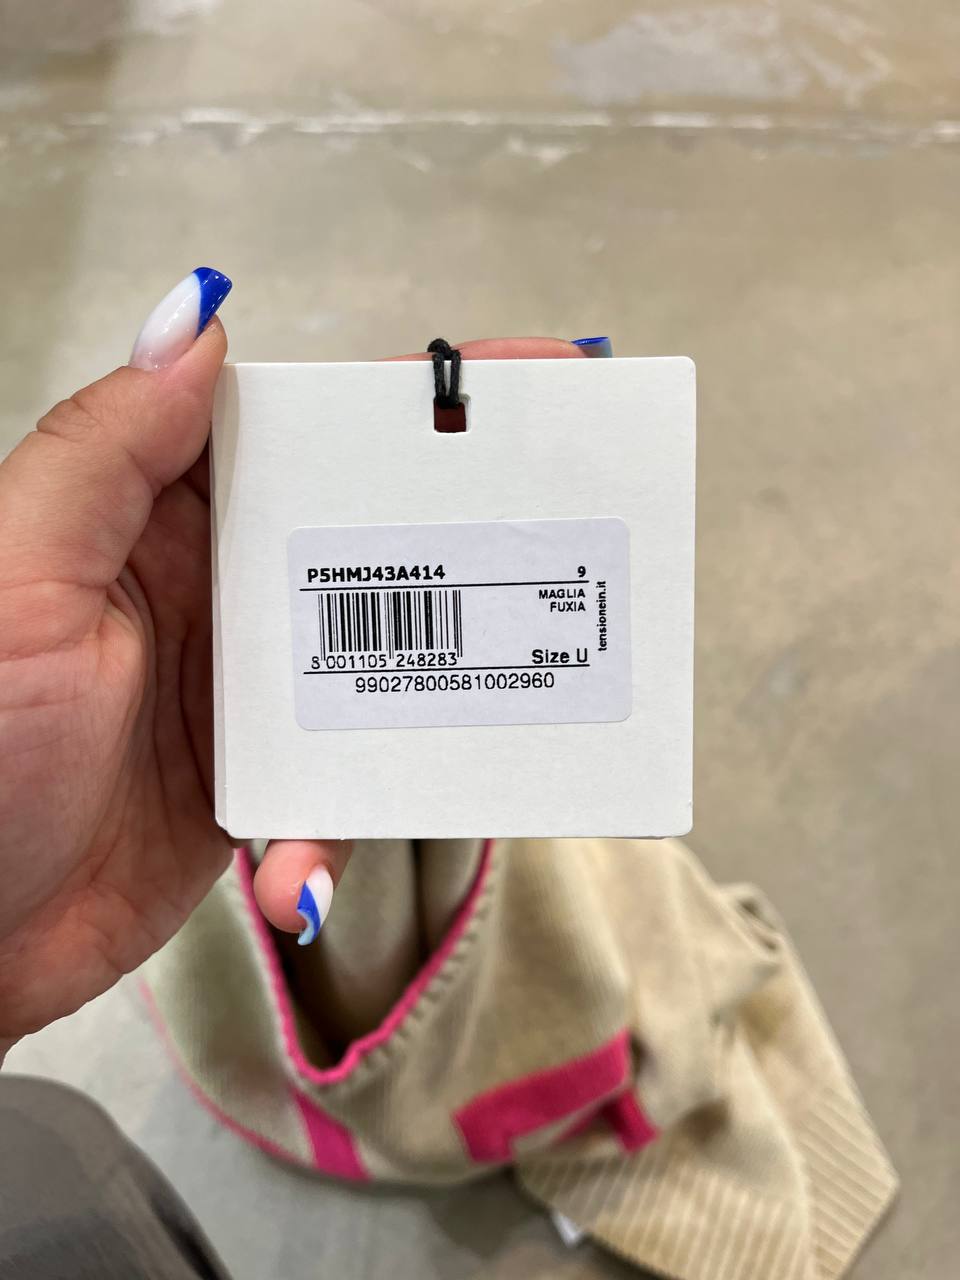 P5HMJ43A414 9
MAGLIA
FUXIA
tensionein.it
8 001105 248283
Size U
99027800581002960